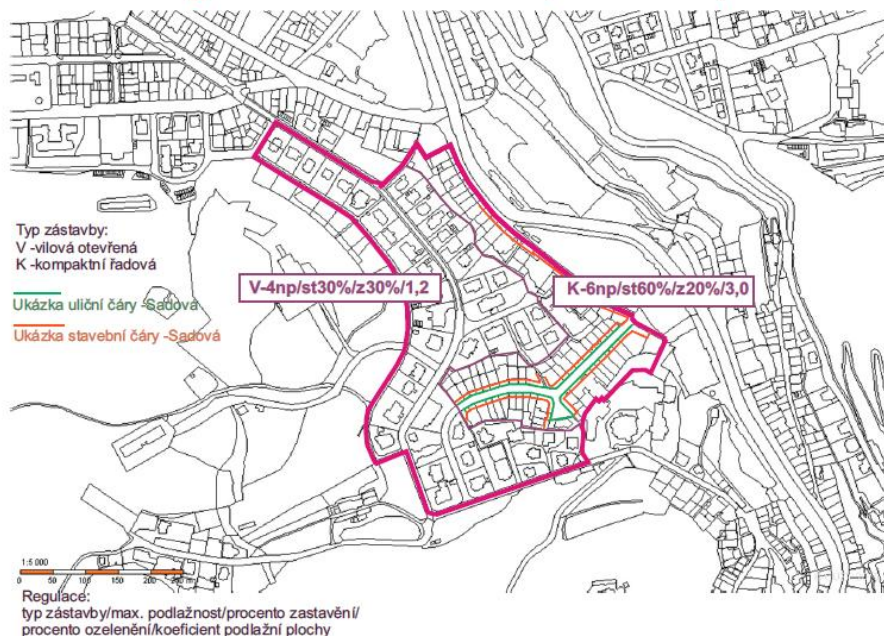 Typ zástavby:
V -vilová otevřená
K -kompaktní řadová
V-4np/st30%/z30%/1,2
K-6np/st60%/z20%/3,0
Ukázka uliční čáry -Sadová
Ukázka stavební čáry -Sadová
1:5 000
0 50 100 150 200 m
Regulace:
typ zástavby/max. podlažnost/procento zastavění/
procento ozelenění/koeficient podlažní plochy